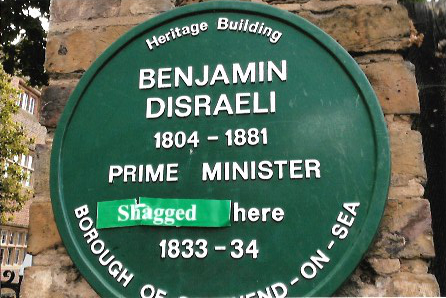 Heritage Building
BENJAMIN
DISRAELI
1804 - 1881
PRIME MINISTER
Shagged here
1833 - 34
BOROUGH OF
END-ON-SEA